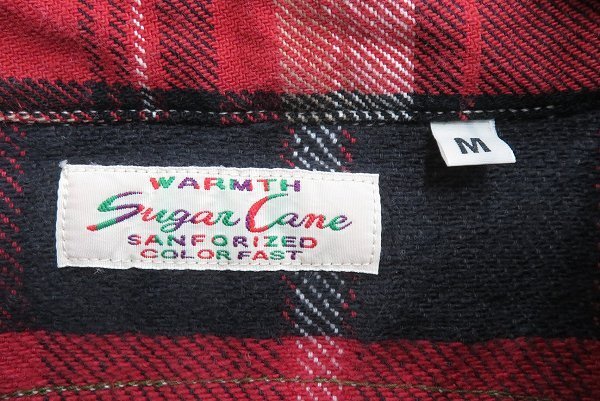 M
WARMTH
Sugar Cane
SANFORIZED
COLOR FAST